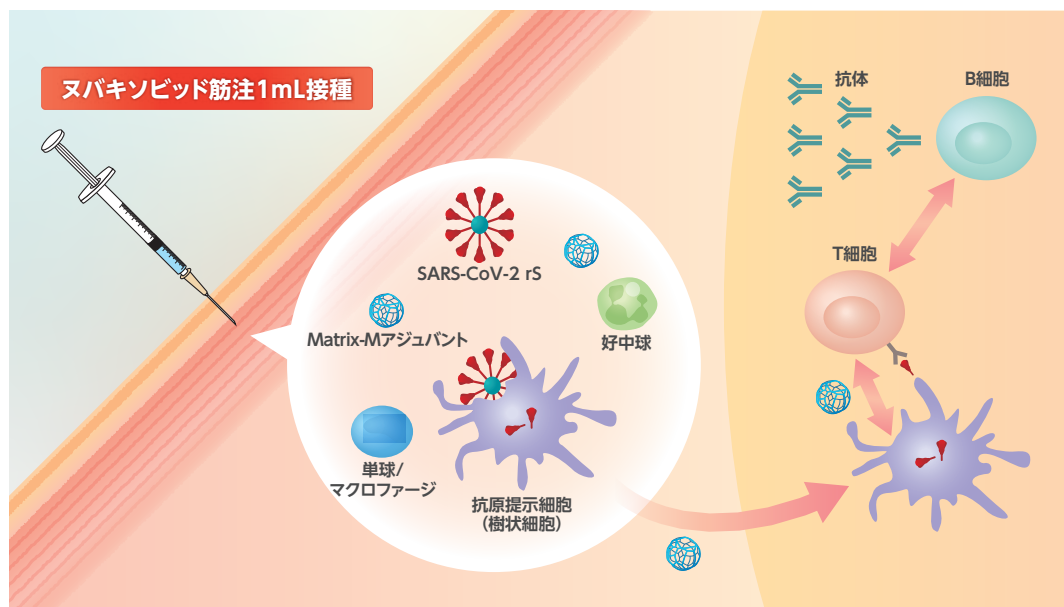 ヌバキソビッド筋注1mL接種
抗体
B細胞
T細胞
SARS-CoV-2 rS
Matrix-Mアジュバント
好中球
単球/
マクロファージ
抗原提示細胞
(樹状細胞)